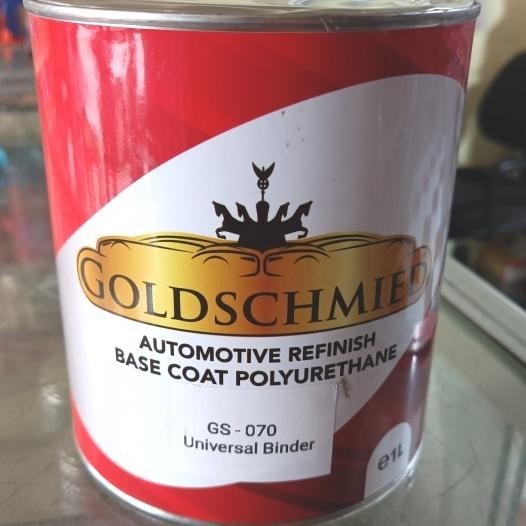 GOLDSCHMIED
AUTOMOTIVE REFINISH
BASE COAT POLYURETHANE
GS - 070
Universal Binder
e1L